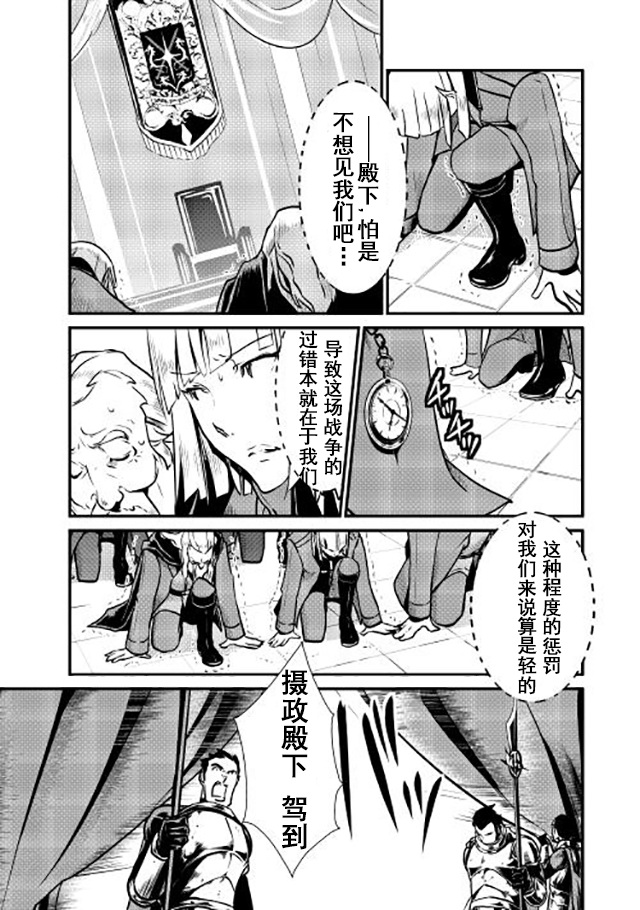 ——殿下,怕是
不想见我们吧…
导致这场战争的
过错本就在于我们
这种程度的惩罚
对我们来说算是轻的
摄政殿下 驾到